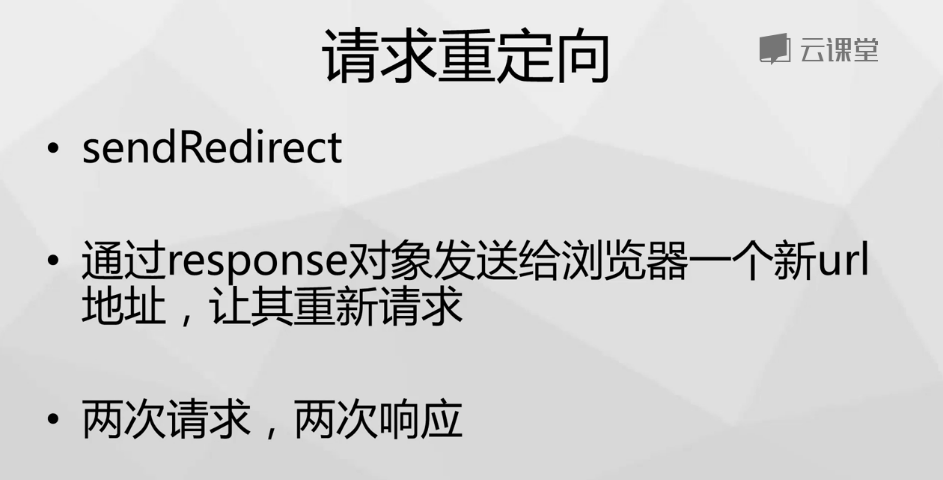 请求重定向
云课堂
• sendRedirect
• 通过response对象发送给浏览器一个新url
地址，让其重新请求
• 两次请求，两次响应